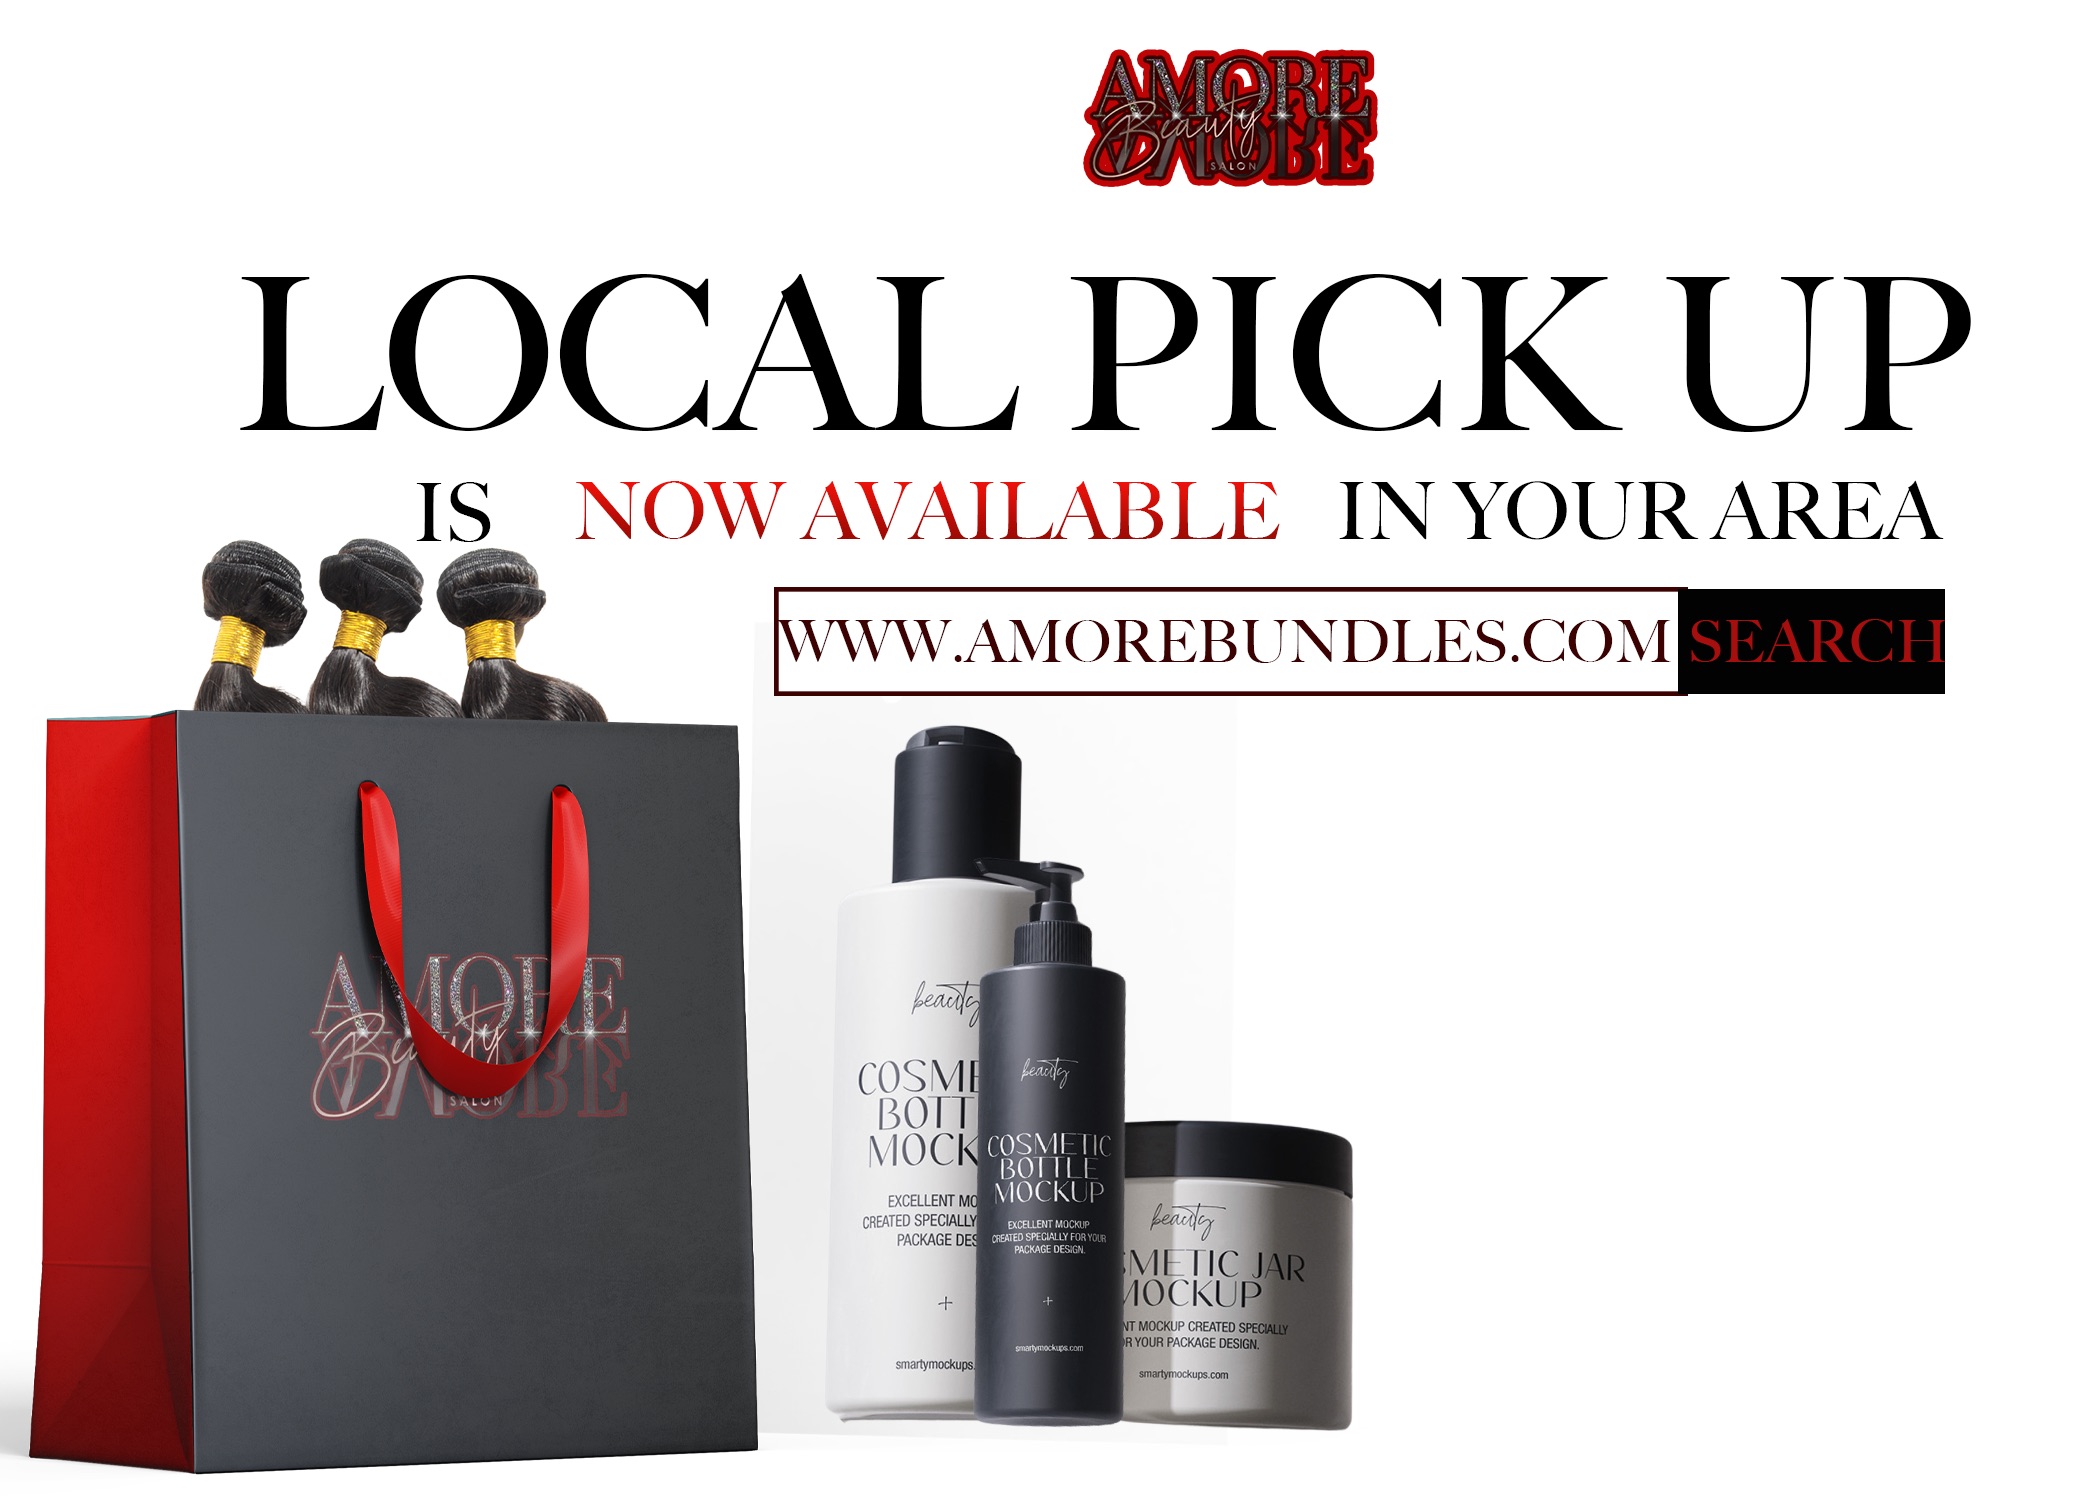 AMORE
Beauty
SALON
LOCAL PICK UP
IS NOW AVAILABLE IN YOUR AREA
WWW.AMOREBUNDLES.COM SEARCH
AMORE
Beauty
SALON
beauty
COSME
BOTT
MOCK
EXCELLENT MO
CREATED SPECIALLY
PACKAGE DES
+
smartymockups.
beauty
COSMETIC
BOTTLE
MOCKUP
EXCELLENT MOCKUP
CREATED SPECIALLY FOR YOUR
PACKAGE DESIGN.
+
smartymockups.com
beauty
SMETIC JAR
MOCKUP
NT MOCKUP CREATED SPECIALLY
OR YOUR PACKAGE DESIGN.
smartymockups.com